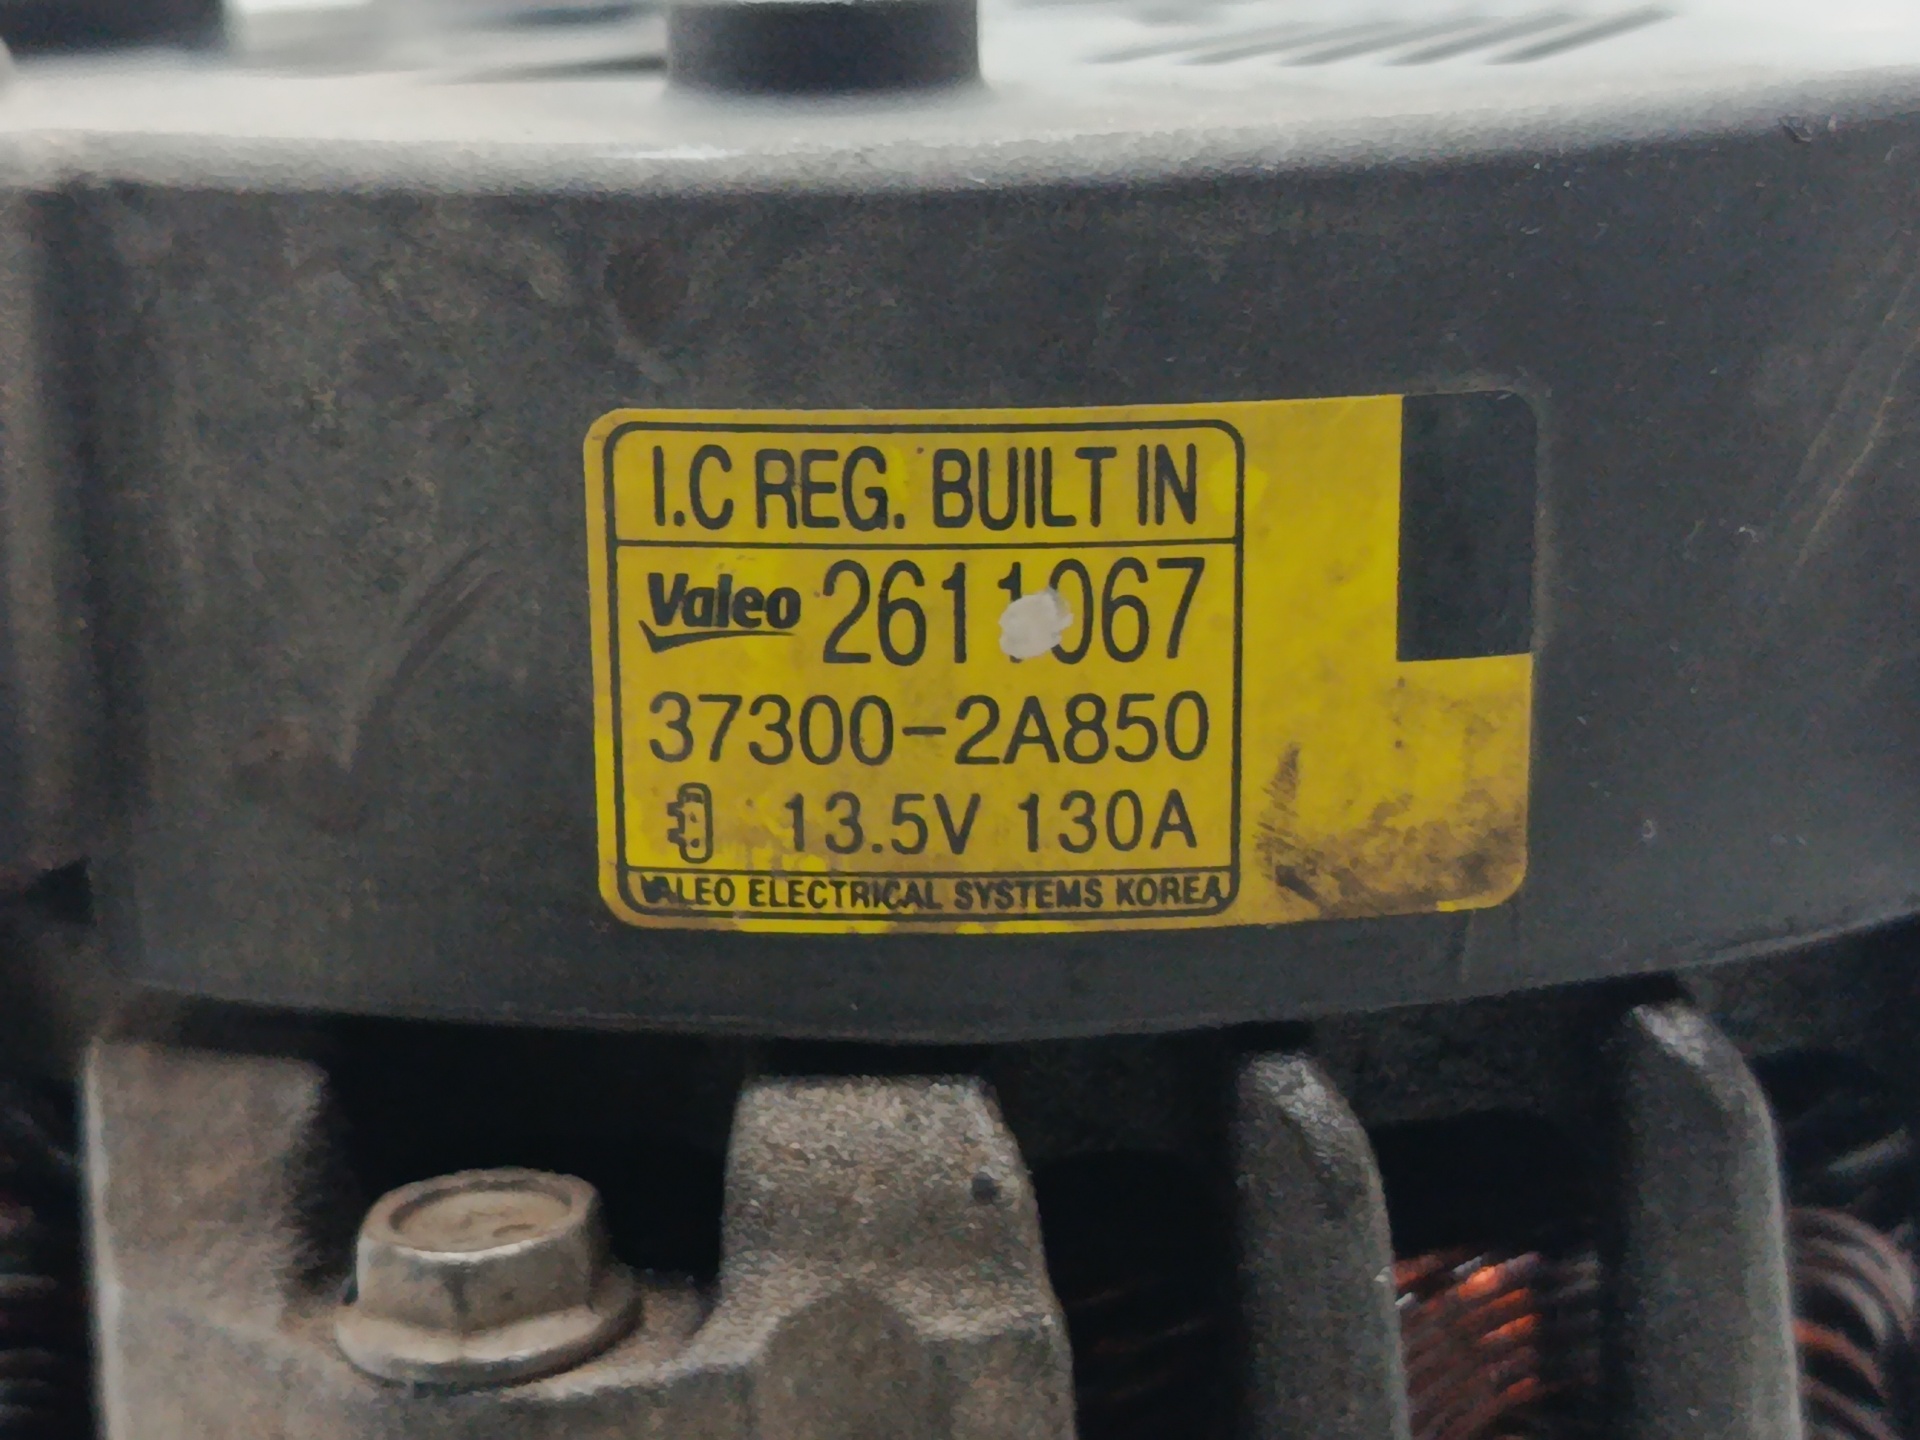 I.C REG. BUILT IN
Valeo 2611067
37300-2A850
13.5V 130A
VALEO ELECTRICAL SYSTEMS KOREA